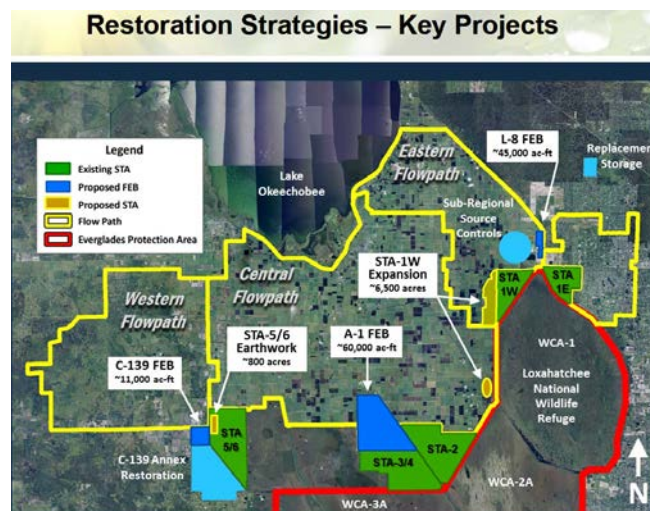 Restoration Strategies – Key Projects
Legend
Existing STA
Proposed FEB
Proposed STA
Flow Path
Everglades Protection Area
Lake
Okeechobee
Eastern
Flowpath
L-8 FEB
~45,000 ac-ft
Replacement
Storage
Sub-Regional
Source
Controls
STA-1W
Expansion
~6,500 acres
STA
1W
STA
1E
Western
Flowpath
Central
Flowpath
STA-5/6
Earthwork
~800 acres
A-1 FEB
~60,000 ac-ft
C-139 FEB
~11,000 ac-ft
WCA-1
Loxahatchee
National
Wildlife
Refuge
STA
5/6
STA-2
STA-3/4
C-139 Annex
Restoration
WCA-2A
WCA-3A
N